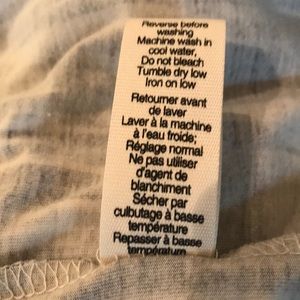 Reverse before
washing
Machine wash in
cool water,
Do not bleach
Tumble dry low
Iron on low
Retourner avant
de laver
Laver à la machine
à l'eau froide;
Réglage normal
Ne pas utiliser
d'agent de
blanchiment
Sécher par
culbutage à basse
température
Repasser à basse
température